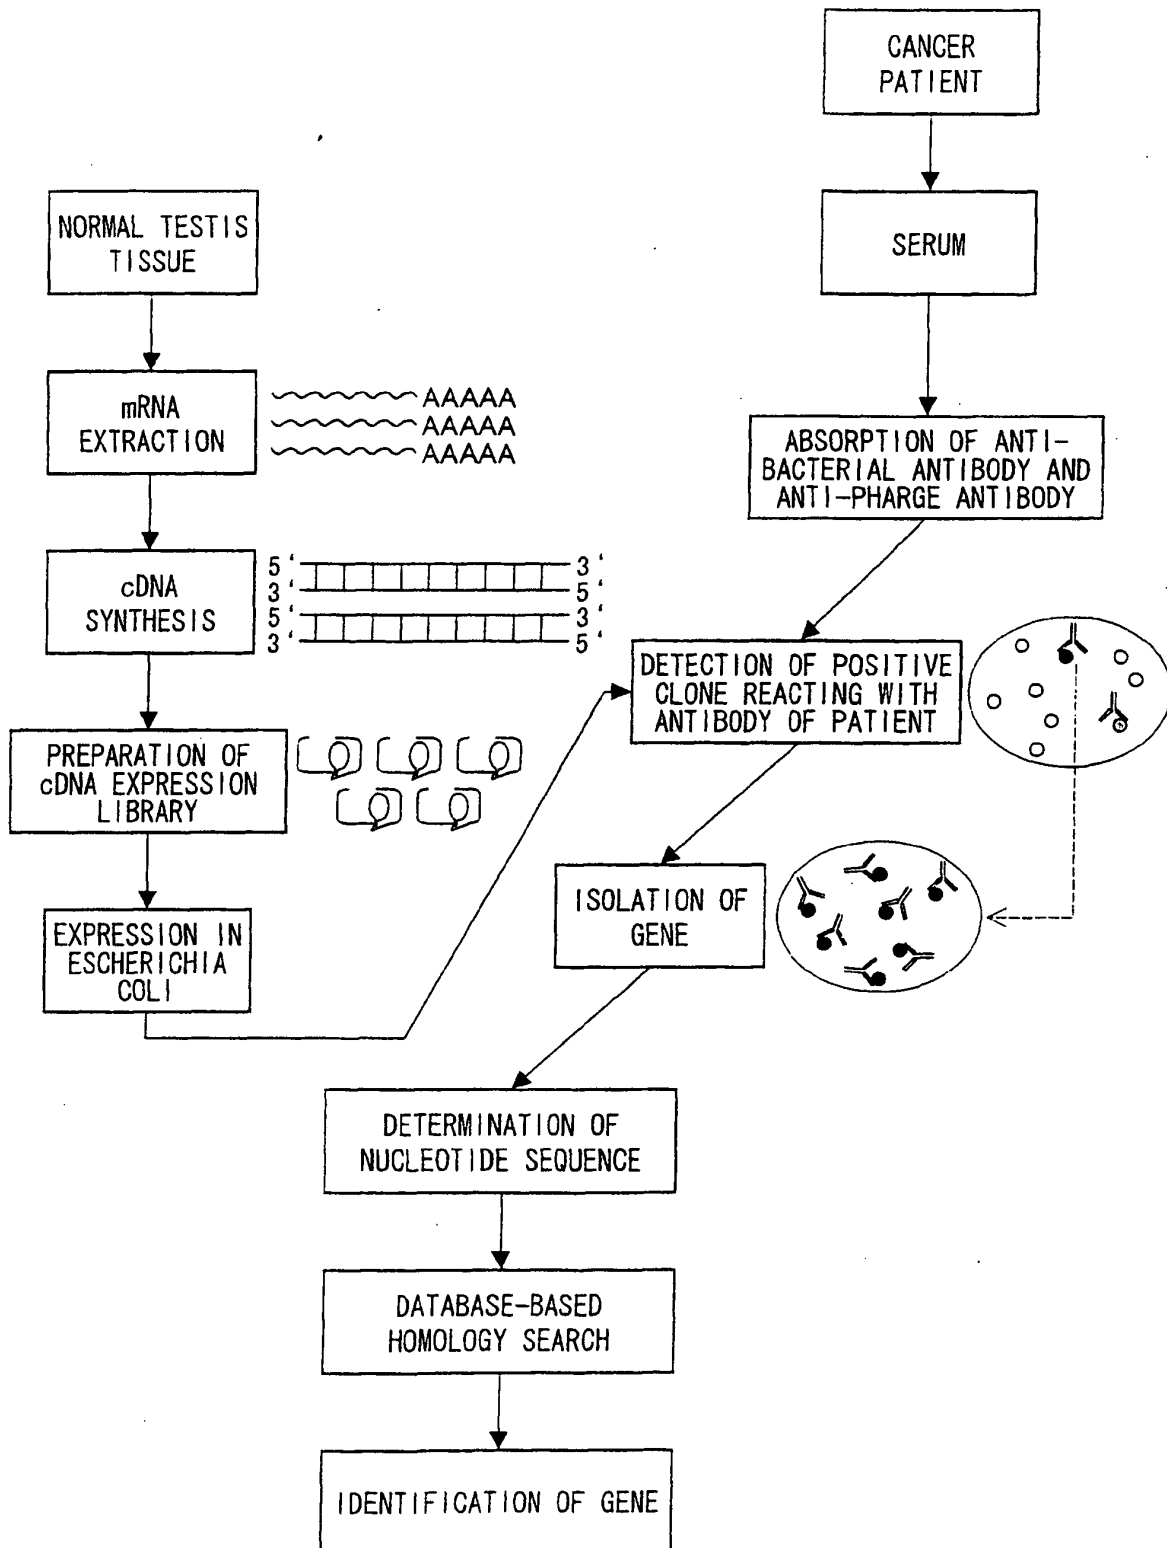 CANCER
PATIENT
SERUM
ABSORPTION OF ANTI-
BACTERIAL ANTIBODY AND
ANTI-PHARGE ANTIBODY
NORMAL TESTIS
TISSUE
mRNA
EXTRACTION
AAAAA
AAAAA
AAAAA
cDNA
SYNTHESIS
5' 3'
3' 5'
5' 3'
3' 5'
PREPARATION OF
cDNA EXPRESSION
LIBRARY
EXPRESSION IN
ESCHERICHIA
COLI
DETECTION OF POSITIVE
CLONE REACTING WITH
ANTIBODY OF PATIENT
ISOLATION OF
GENE
DETERMINATION OF
NUCLEOTIDE SEQUENCE
DATABASE-BASED
HOMOLOGY SEARCH
IDENTIFICATION OF GENE